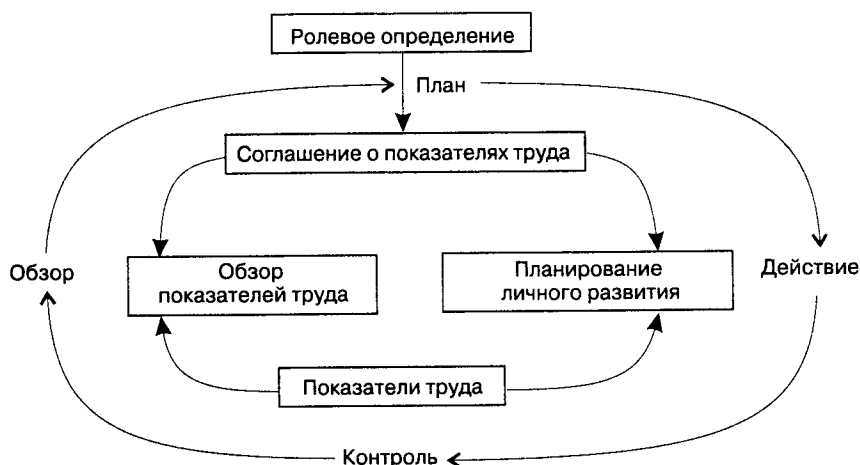 Ролевое определение
План
Соглашение о показателях труда
Обзор
Обзор
показателей труда
Планирование
личного развития
Действие
Показатели труда
Контроль